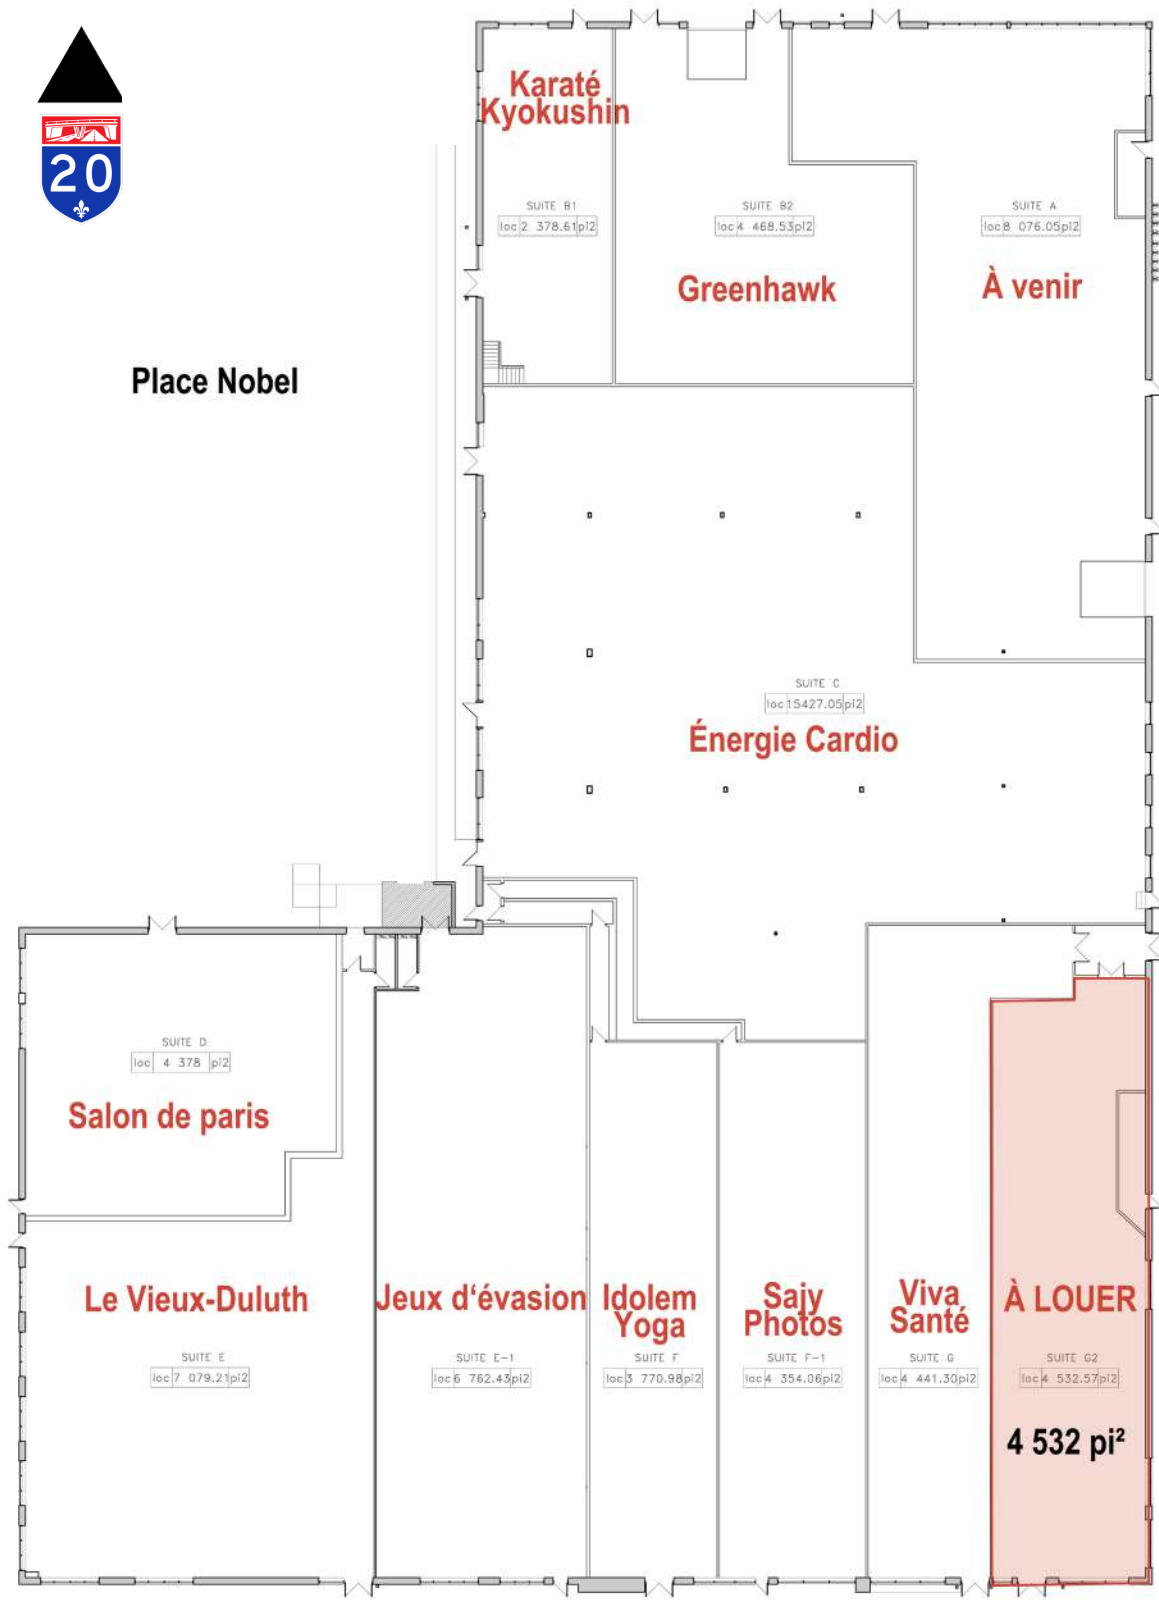 20
Karaté
Kyokushin
SUITE B1
loc 2 378.61 pi2
SUITE B2
loc 4 468.53 pi2
Greenhawk
SUITE A
loc 8 076.05 pi2
À venir
Place Nobel
SUITE C
loc 15427.05 pi2
Énergie Cardio
SUITE D
loc 4 378 pi2
Salon de paris
Le Vieux-Duluth
SUITE E
loc 7 079.21 pi2
Jeux d'évasion
SUITE E-1
loc 6 762.43 pi2
Idolem
Yoga
SUITE F
loc 3 770.98 pi2
Sajy
Photos
SUITE F-1
loc 4 354.06 pi2
Viva
Santé
SUITE G
loc 4 441.30 pi2
À LOUER
SUITE G2
loc 4 532.57 pi2
4 532 pi²